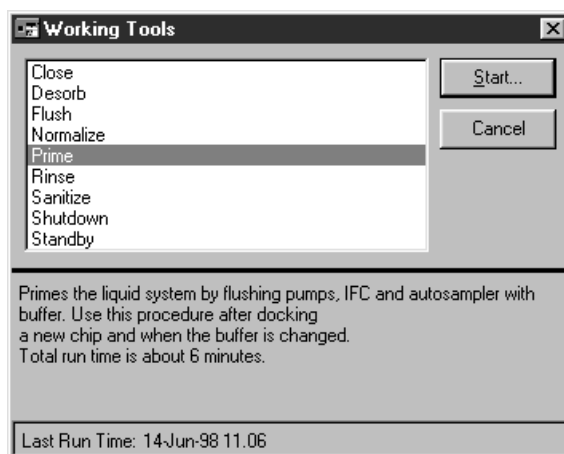 Working Tools
Close
Desorb
Flush
Normalize
Prime
Rinse
Sanitize
Shutdown
Standby
Start...
Cancel
Primes the liquid system by flushing pumps, IFC and autosampler with
buffer. Use this procedure after docking
a new chip and when the buffer is changed.
Total run time is about 6 minutes.
Last Run Time: 14-Jun-98 11.06